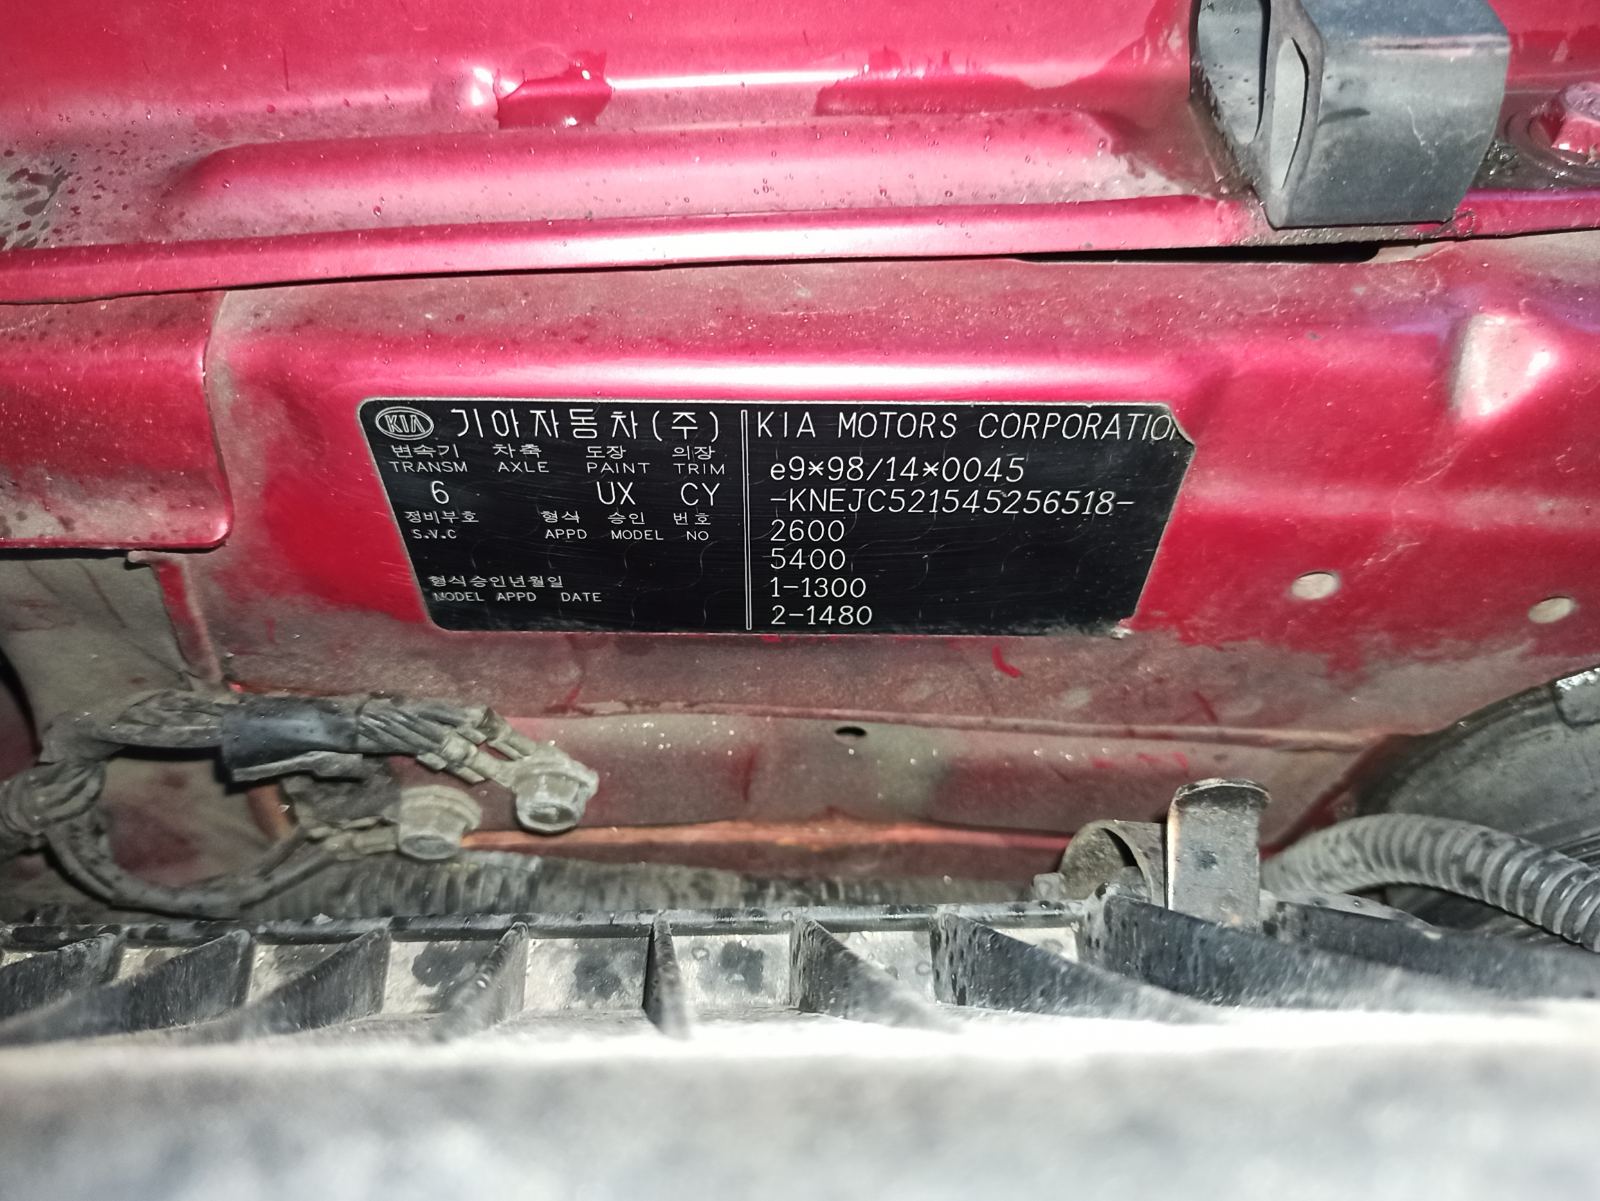 KIA 기아자동차(주)
변속기 차축 도장 의장
TRANSM AXLE PAINT TRIM
6 UX CY
정비부호 형식 승인 번호
S.V.C APPD MODEL NO
형식승인년월일
MODEL APPD DATE
KIA MOTORS CORPORATION
e9*98/14*0045
-KNEJC521545256518-
2600
5400
1-1300
2-1480